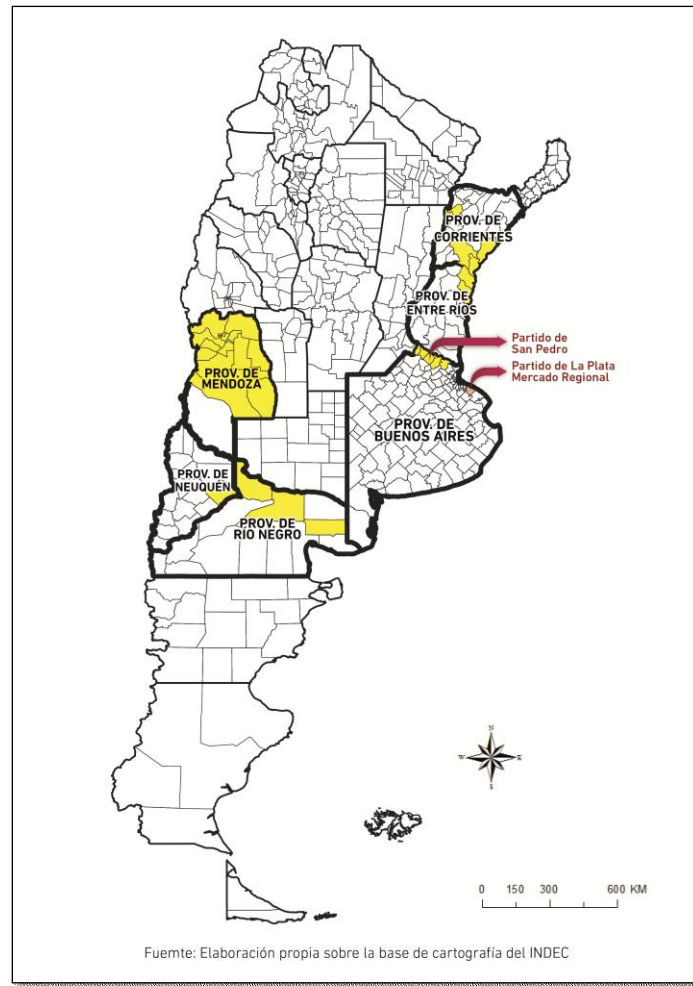 PROV. DE
CORRIENTES
PROV. DE
ENTRE RÍOS
Partido de
San Pedro
Partido de La Plata
Mercado Regional
PROV. DE
MENDOZA
PROV. DE
BUENOS AIRES
PROV. DE
NEUQUÉN
PROV. DE
RÍO NEGRO
N
W E
S
0 150 300 600 KM
Fuemte: Elaboración propia sobre la base de cartografía del INDEC